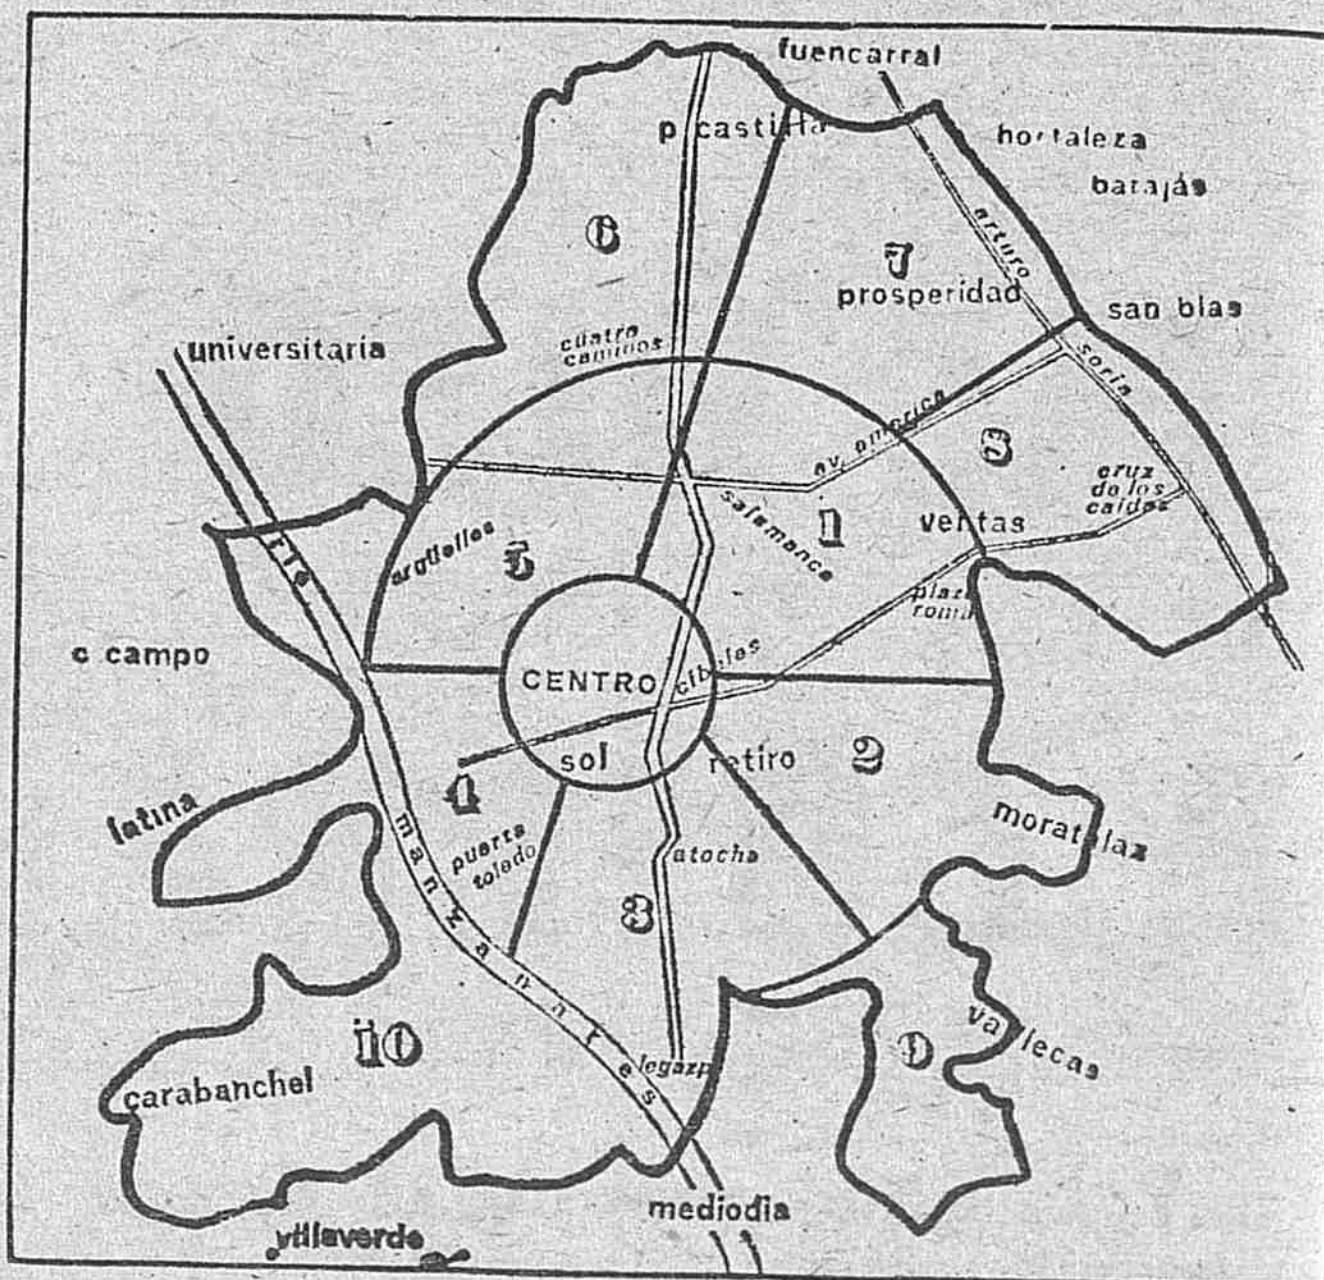 fuencarral
p castilla
hortaleza
barajás
6
7
arturo
prosperidad
san blas
universitaria
cuatro
caminos
soria
av. america
8
cruz
de los
caidos
salamanca
1
ventas
rio
argüelles
5
plaza
roma
c campo
CENTRO
cibeles
sol
retiro
2
4
latina
puerta
toledo
atocha
moratalaz
manzanares
3
10
vallecas
9
legazpi
carabanchel
mediodia
villaverde